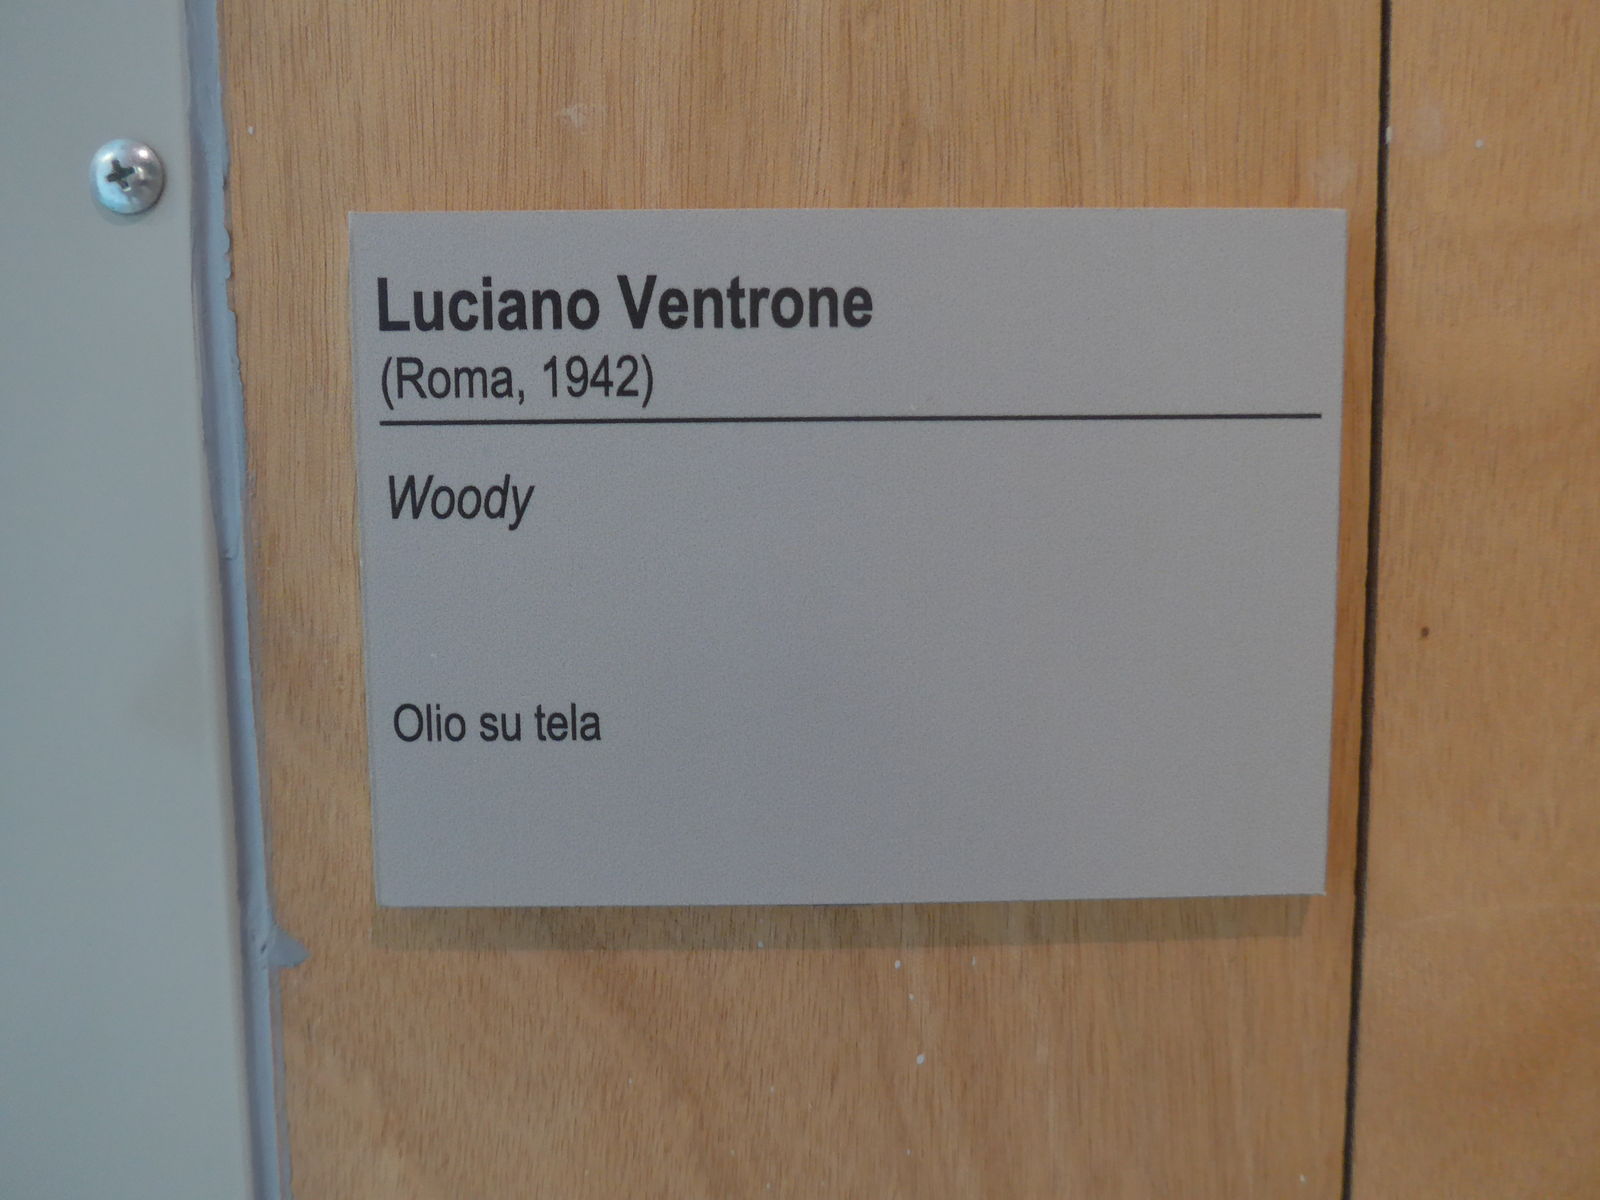 Luciano Ventrone
(Roma, 1942)
Woody
Olio su tela